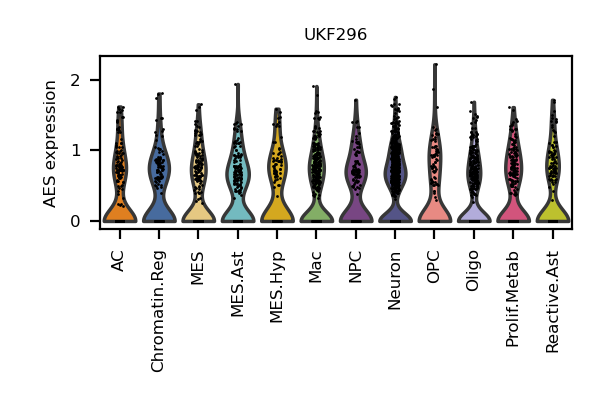 UKF296
AES expression
2
1
0
AC
Chromatin.Reg
MES
MES.Ast
MES.Hyp
Mac
NPC
Neuron
OPC
Oligo
Prolif.Metab
Reactive.Ast